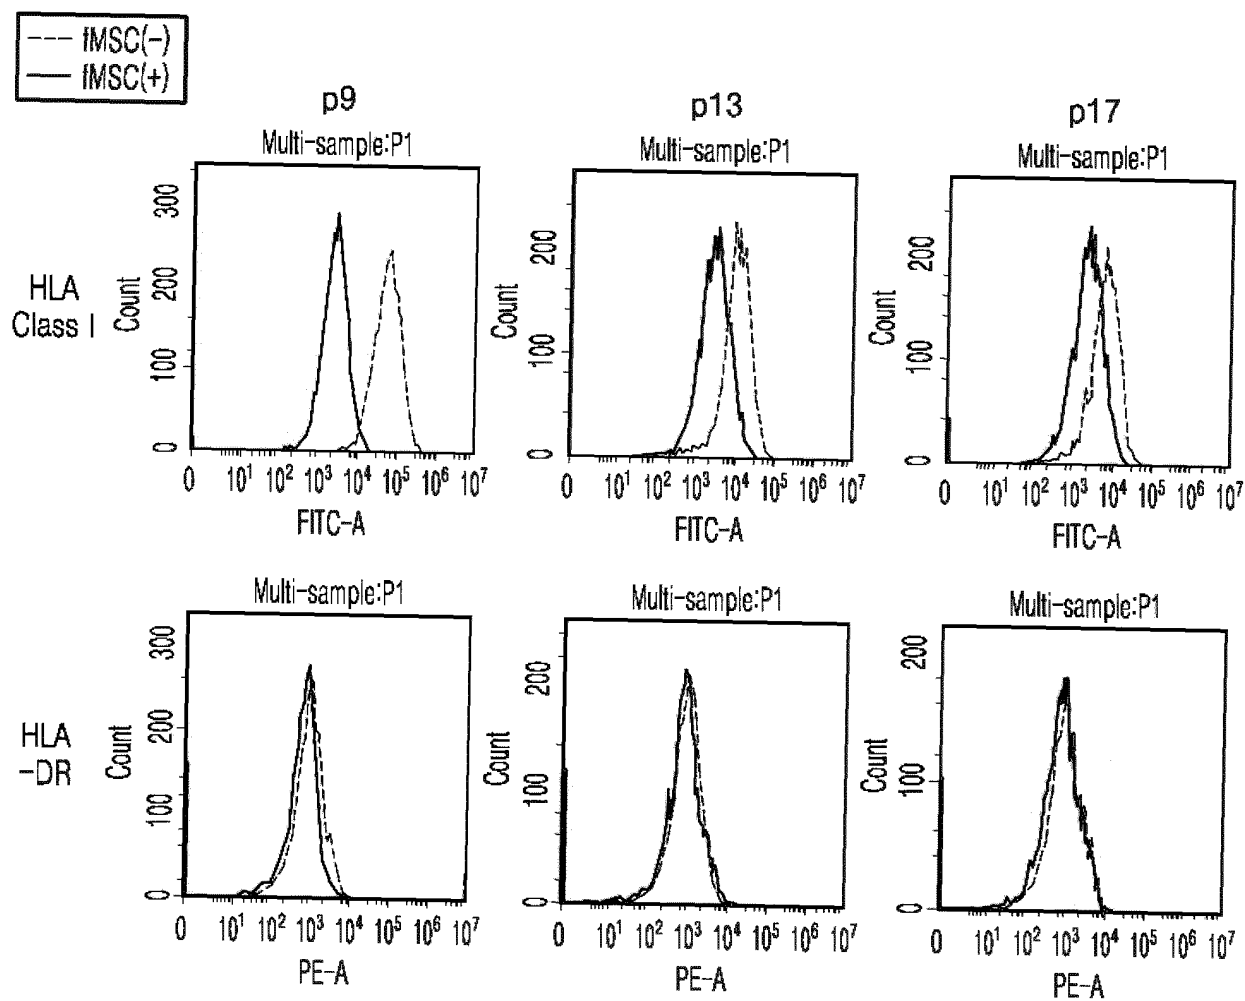 fMSC(-)
fMSC(+)
p9 p13 p17
Multi-sample:P1 Multi-sample:P1 Multi-sample:P1
HLA
Class I
Count Count Count
300
200
100
0
200
100
0
200
100
0
0 10¹ 10² 10³ 10⁴ 10⁵ 10⁶ 10⁷
0 10¹ 10² 10³ 10⁴ 10⁵ 10⁶ 10⁷
0 10¹ 10² 10³ 10⁴ 10⁵ 10⁶ 10⁷
FITC-A FITC-A FITC-A
Multi-sample:P1 Multi-sample:P1 Multi-sample:P1
HLA
-DR
Count Count Count
300
200
100
0
200
100
0
200
100
0
0 10¹ 10² 10³ 10⁴ 10⁵ 10⁶ 10⁷
0 10¹ 10² 10³ 10⁴ 10⁵ 10⁶ 10⁷
0 10¹ 10² 10³ 10⁴ 10⁵ 10⁶ 10⁷
PE-A PE-A PE-A